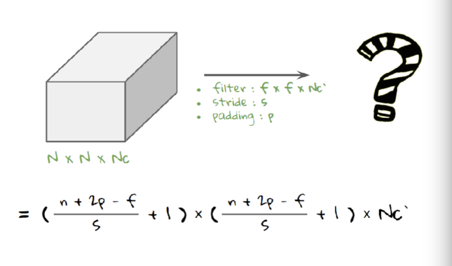 • filter : f x f x Nc`
• stride : s
• padding : p
?
N x N x Nc
= ( n + 2p - f / s + 1 ) x ( n + 2p - f / s + 1 ) x Nc`